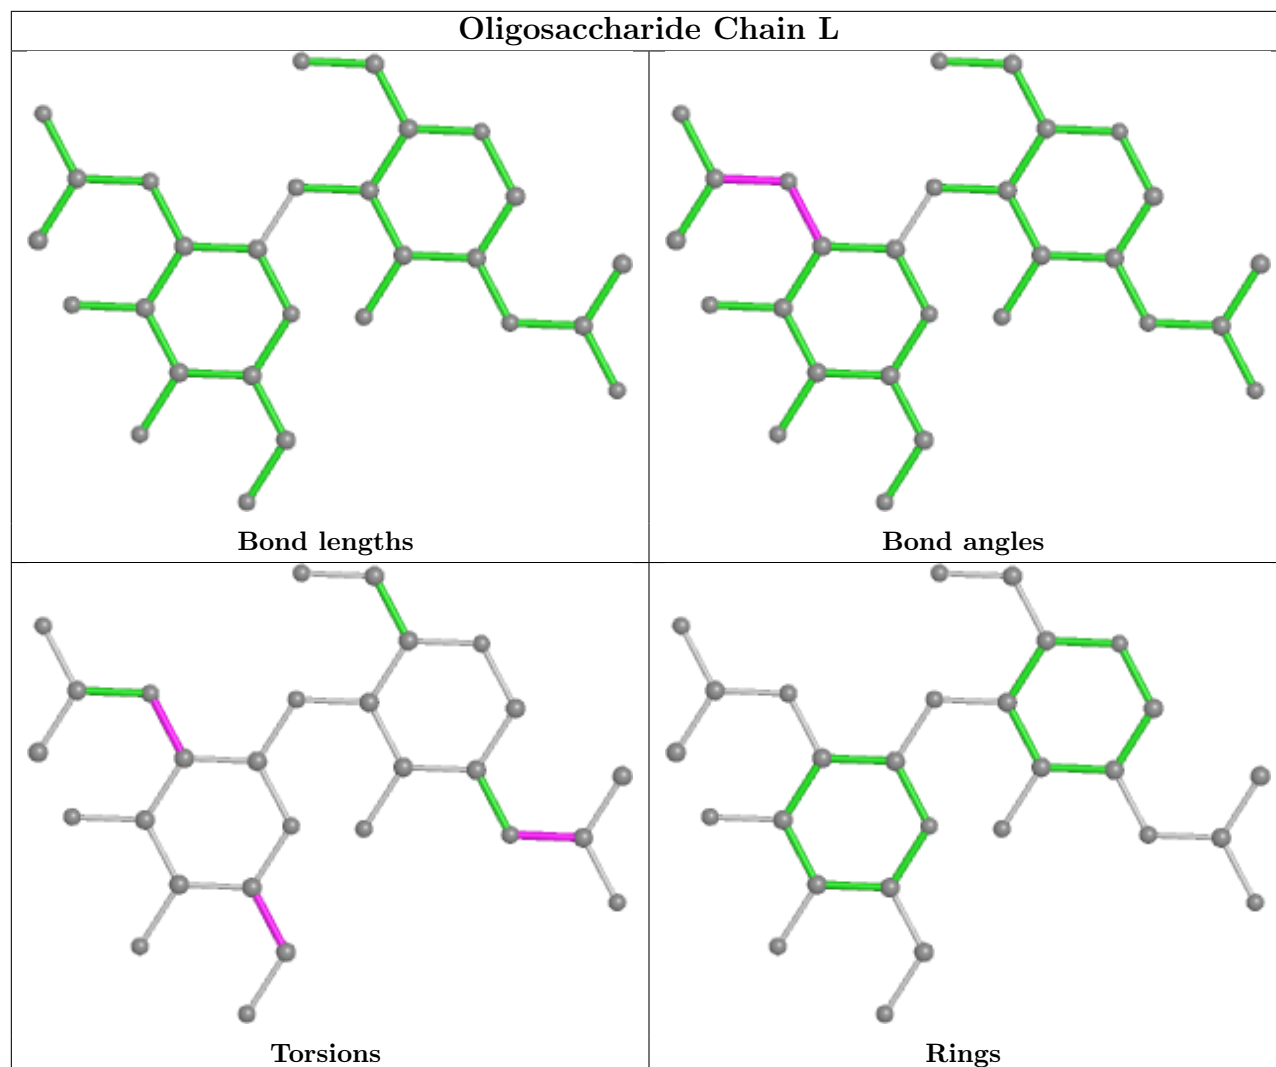 Oligosaccharide Chain L
Bond lengths
Bond angles
Torsions
Rings